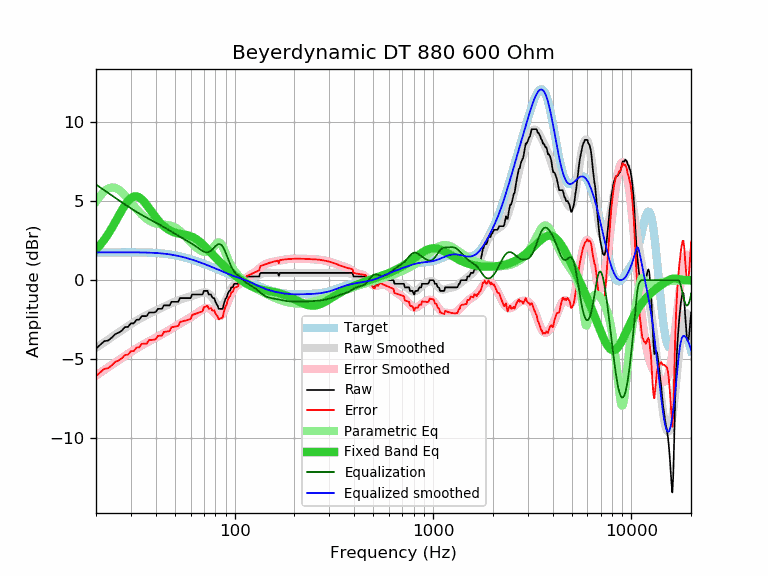 Beyerdynamic DT 880 600 Ohm
Amplitude (dBr)
10
5
0
−5
−10
Target
Raw Smoothed
Error Smoothed
Raw
Error
Parametric Eq
Fixed Band Eq
Equalization
Equalized smoothed
100 1000 10000
Frequency (Hz)